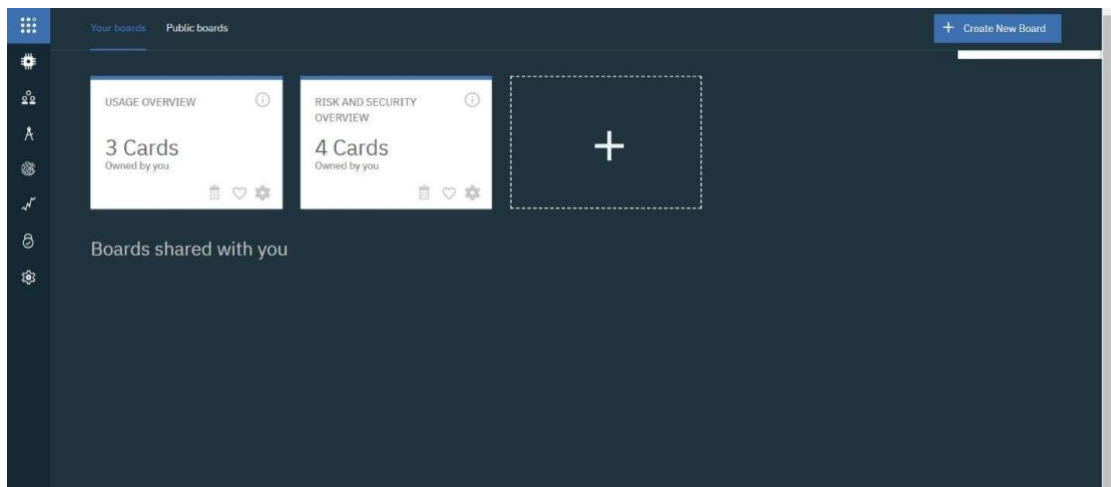 Your boards
Public boards
+ Create New Board
USAGE OVERVIEW
3 Cards
Owned by you
RISK AND SECURITY
OVERVIEW
4 Cards
Owned by you
Boards shared with you